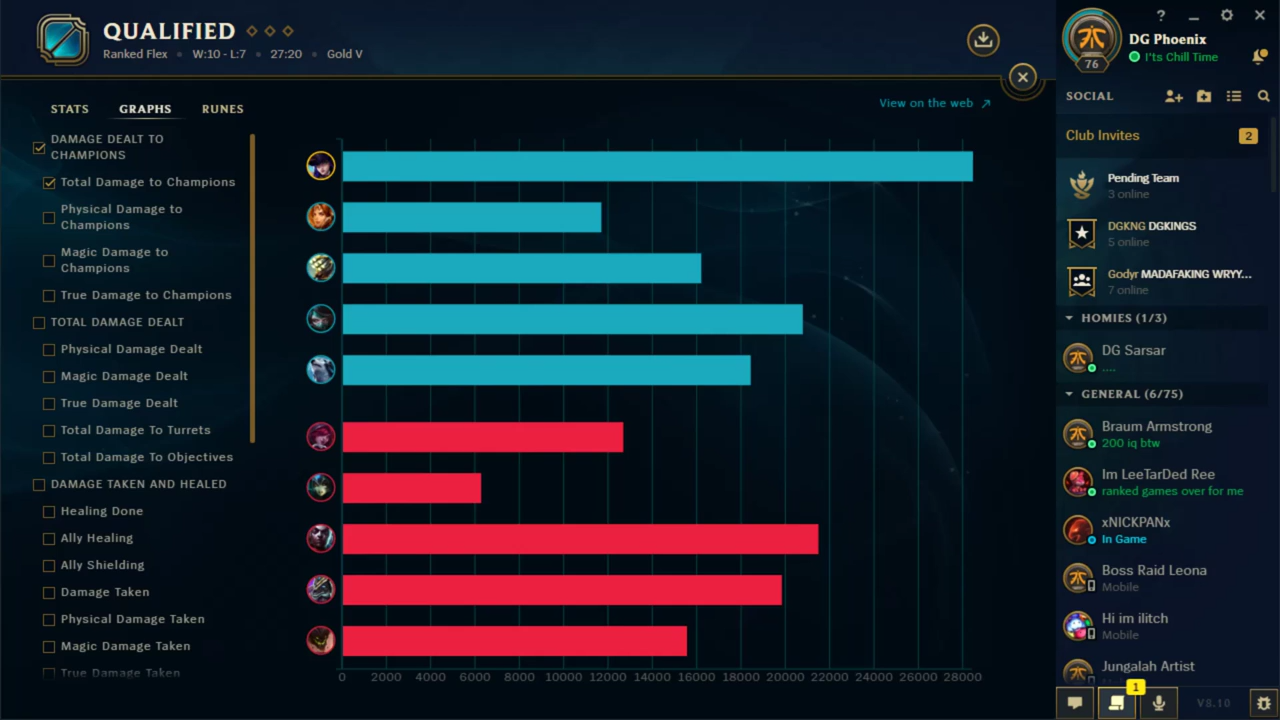 QUALIFIED
Ranked Flex • W:10 - L:7 • 27:20 • Gold V
STATS
GRAPHS
RUNES
View on the web
DAMAGE DEALT TO
CHAMPIONS
Total Damage to Champions
Physical Damage to
Champions
Magic Damage to
Champions
True Damage to Champions
TOTAL DAMAGE DEALT
Physical Damage Dealt
Magic Damage Dealt
True Damage Dealt
Total Damage To Turrets
Total Damage To Objectives
DAMAGE TAKEN AND HEALED
Healing Done
Ally Healing
Ally Shielding
Damage Taken
Physical Damage Taken
Magic Damage Taken
True Damage Taken
0 2000 4000 6000 8000 10000 12000 14000 16000 18000 20000 22000 24000 26000 28000
?
76
DG Phoenix
I'ts Chill Time
SOCIAL
Club Invites
2
Pending Team
3 online
DGKNG DGKINGS
5 online
Godyr MADAFAKING WRYY...
7 online
HOMIES (1/3)
DG Sarsar
....
GENERAL (6/75)
Braum Armstrong
200 iq btw
Im LeeTarDed Ree
ranked games over for me
xNICKPANx
In Game
Boss Raid Leona
Mobile
Hi im ilitch
Mobile
Jungalah Artist
1
V8.10